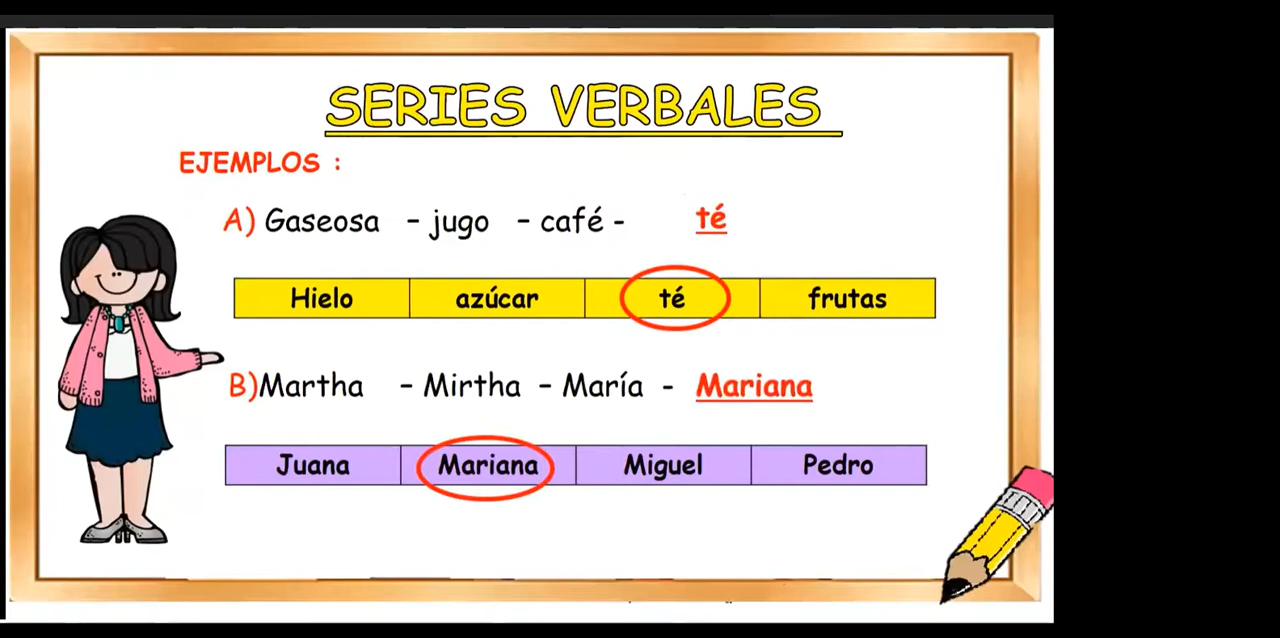 SERIES VERBALES
EJEMPLOS :
A) Gaseosa - jugo - café - té
Hielo azúcar té frutas
B)Martha - Mirtha - María - Mariana
Juana Mariana Miguel Pedro